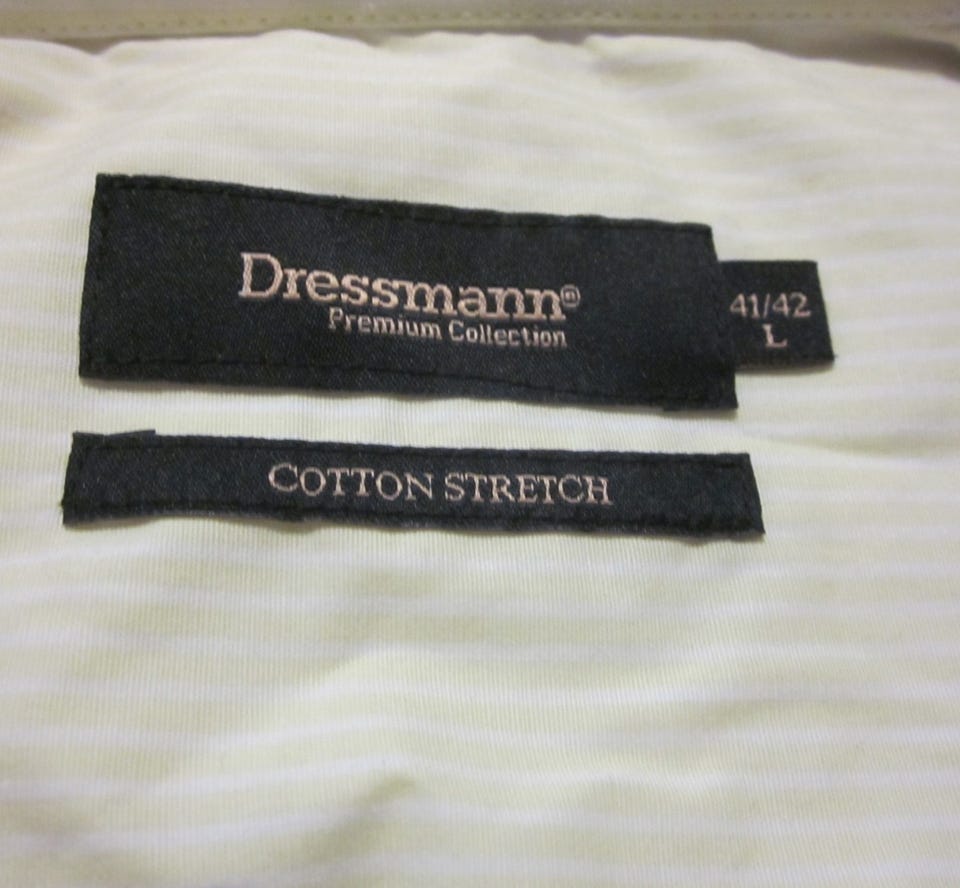 Dressmann®
Premium Collection
41/42
L
COTTON STRETCH